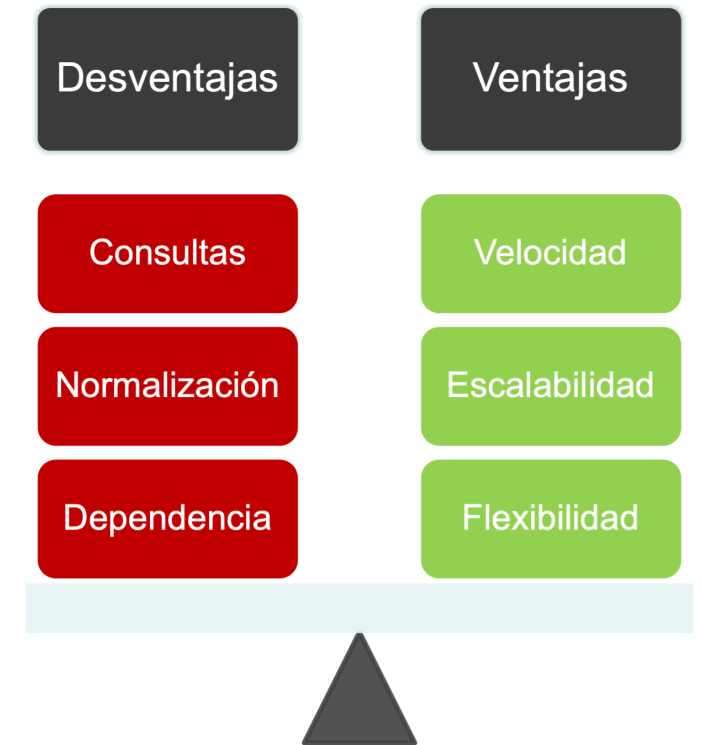 Desventajas
Ventajas
Consultas
Velocidad
Normalización
Escalabilidad
Dependencia
Flexibilidad